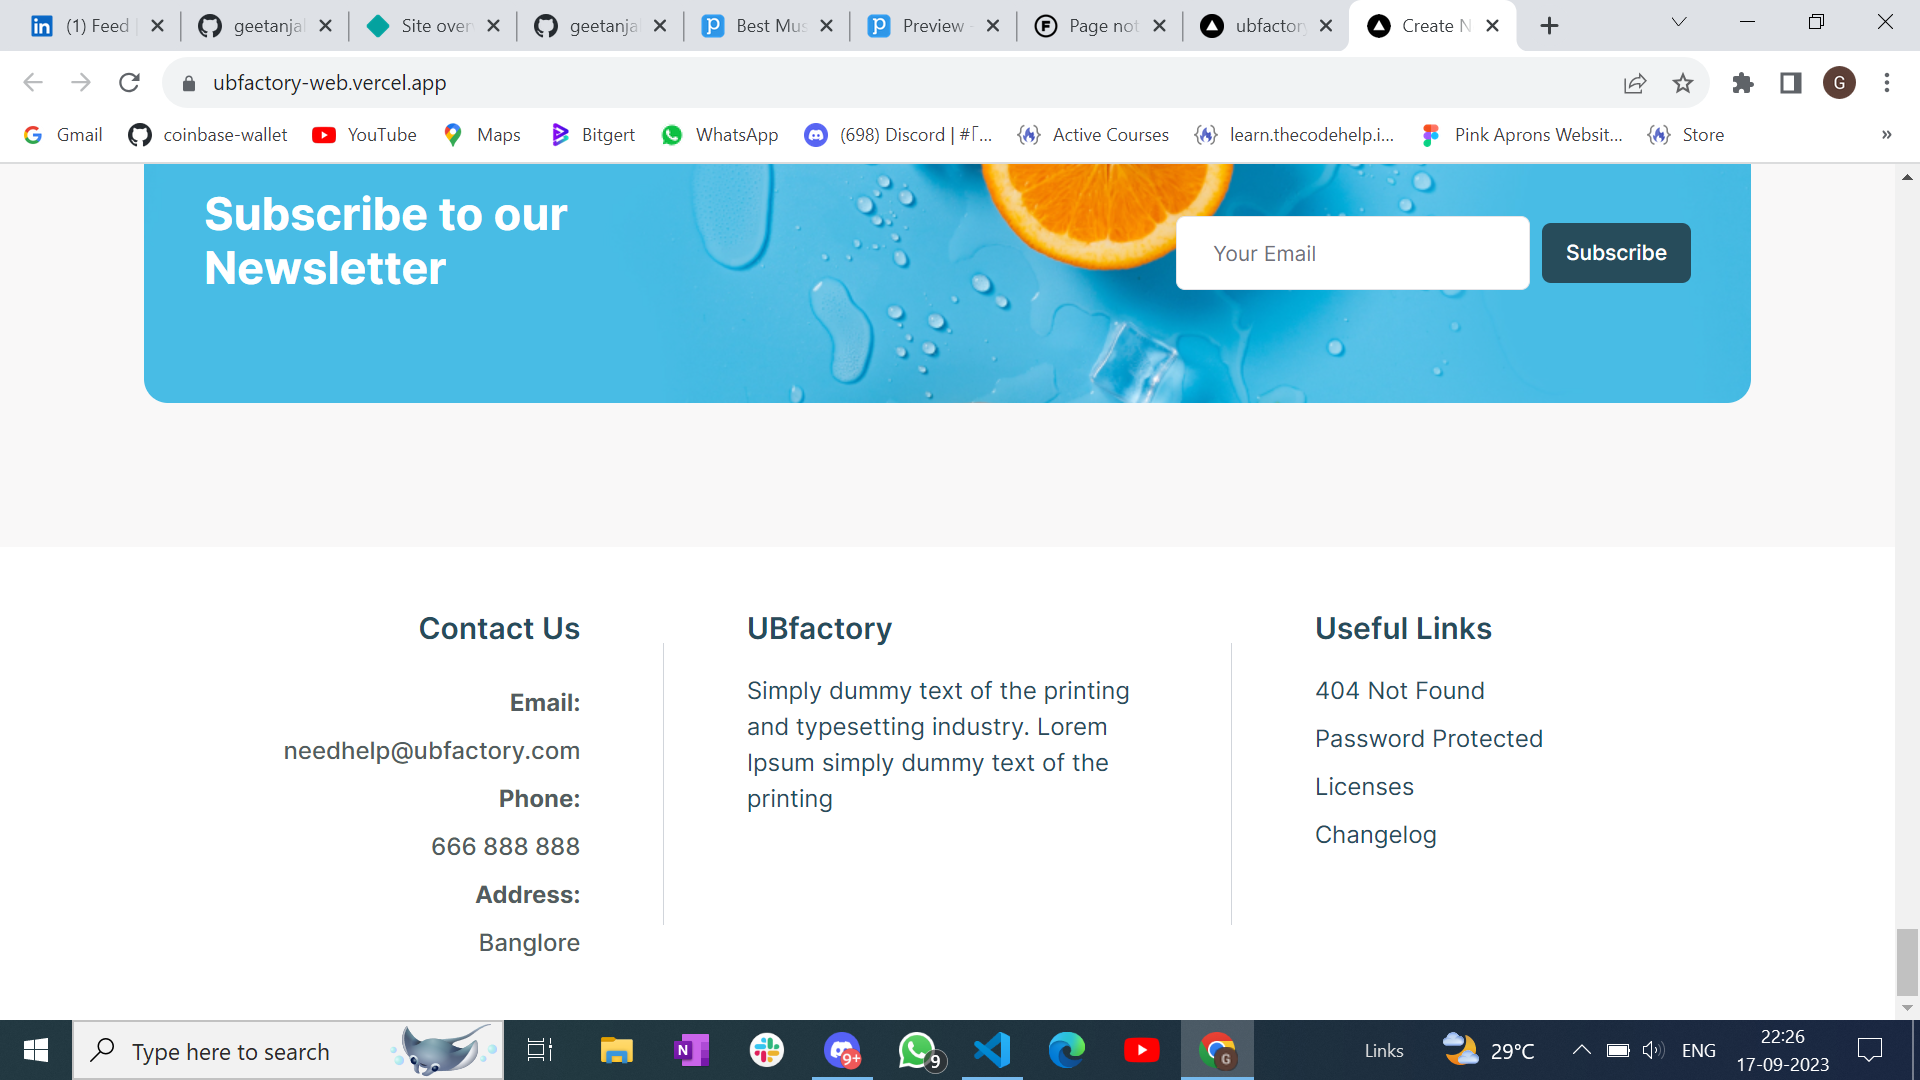 (1) Feed
geetanja
Site over
geetanja
Best Mus
Preview -
Page not
ubfactory
Create N
ubfactory-web.vercel.app
G
Gmail
coinbase-wallet
YouTube
Maps
Bitgert
WhatsApp
(698) Discord | #Γ...
Active Courses
learn.thecodehelp.i...
Pink Aprons Websit...
Store
»
Subscribe to our
Newsletter
Your Email
Subscribe
Contact Us
Email:
needhelp@ubfactory.com
Phone:
666 888 888
Address:
Banglore
UBfactory
Simply dummy text of the printing
and typesetting industry. Lorem
Ipsum simply dummy text of the
printing
Useful Links
404 Not Found
Password Protected
Licenses
Changelog
Type here to search
9+
9
G
Links
29°C
ENG
22:26
17-09-2023